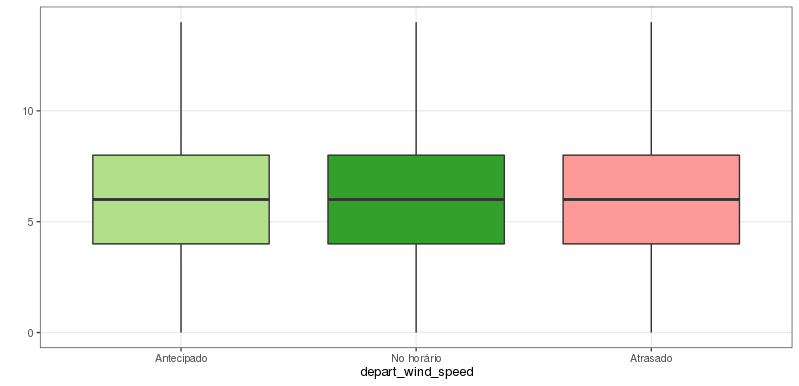 10
5
0
Antecipado No horário Atrasado
depart_wind_speed